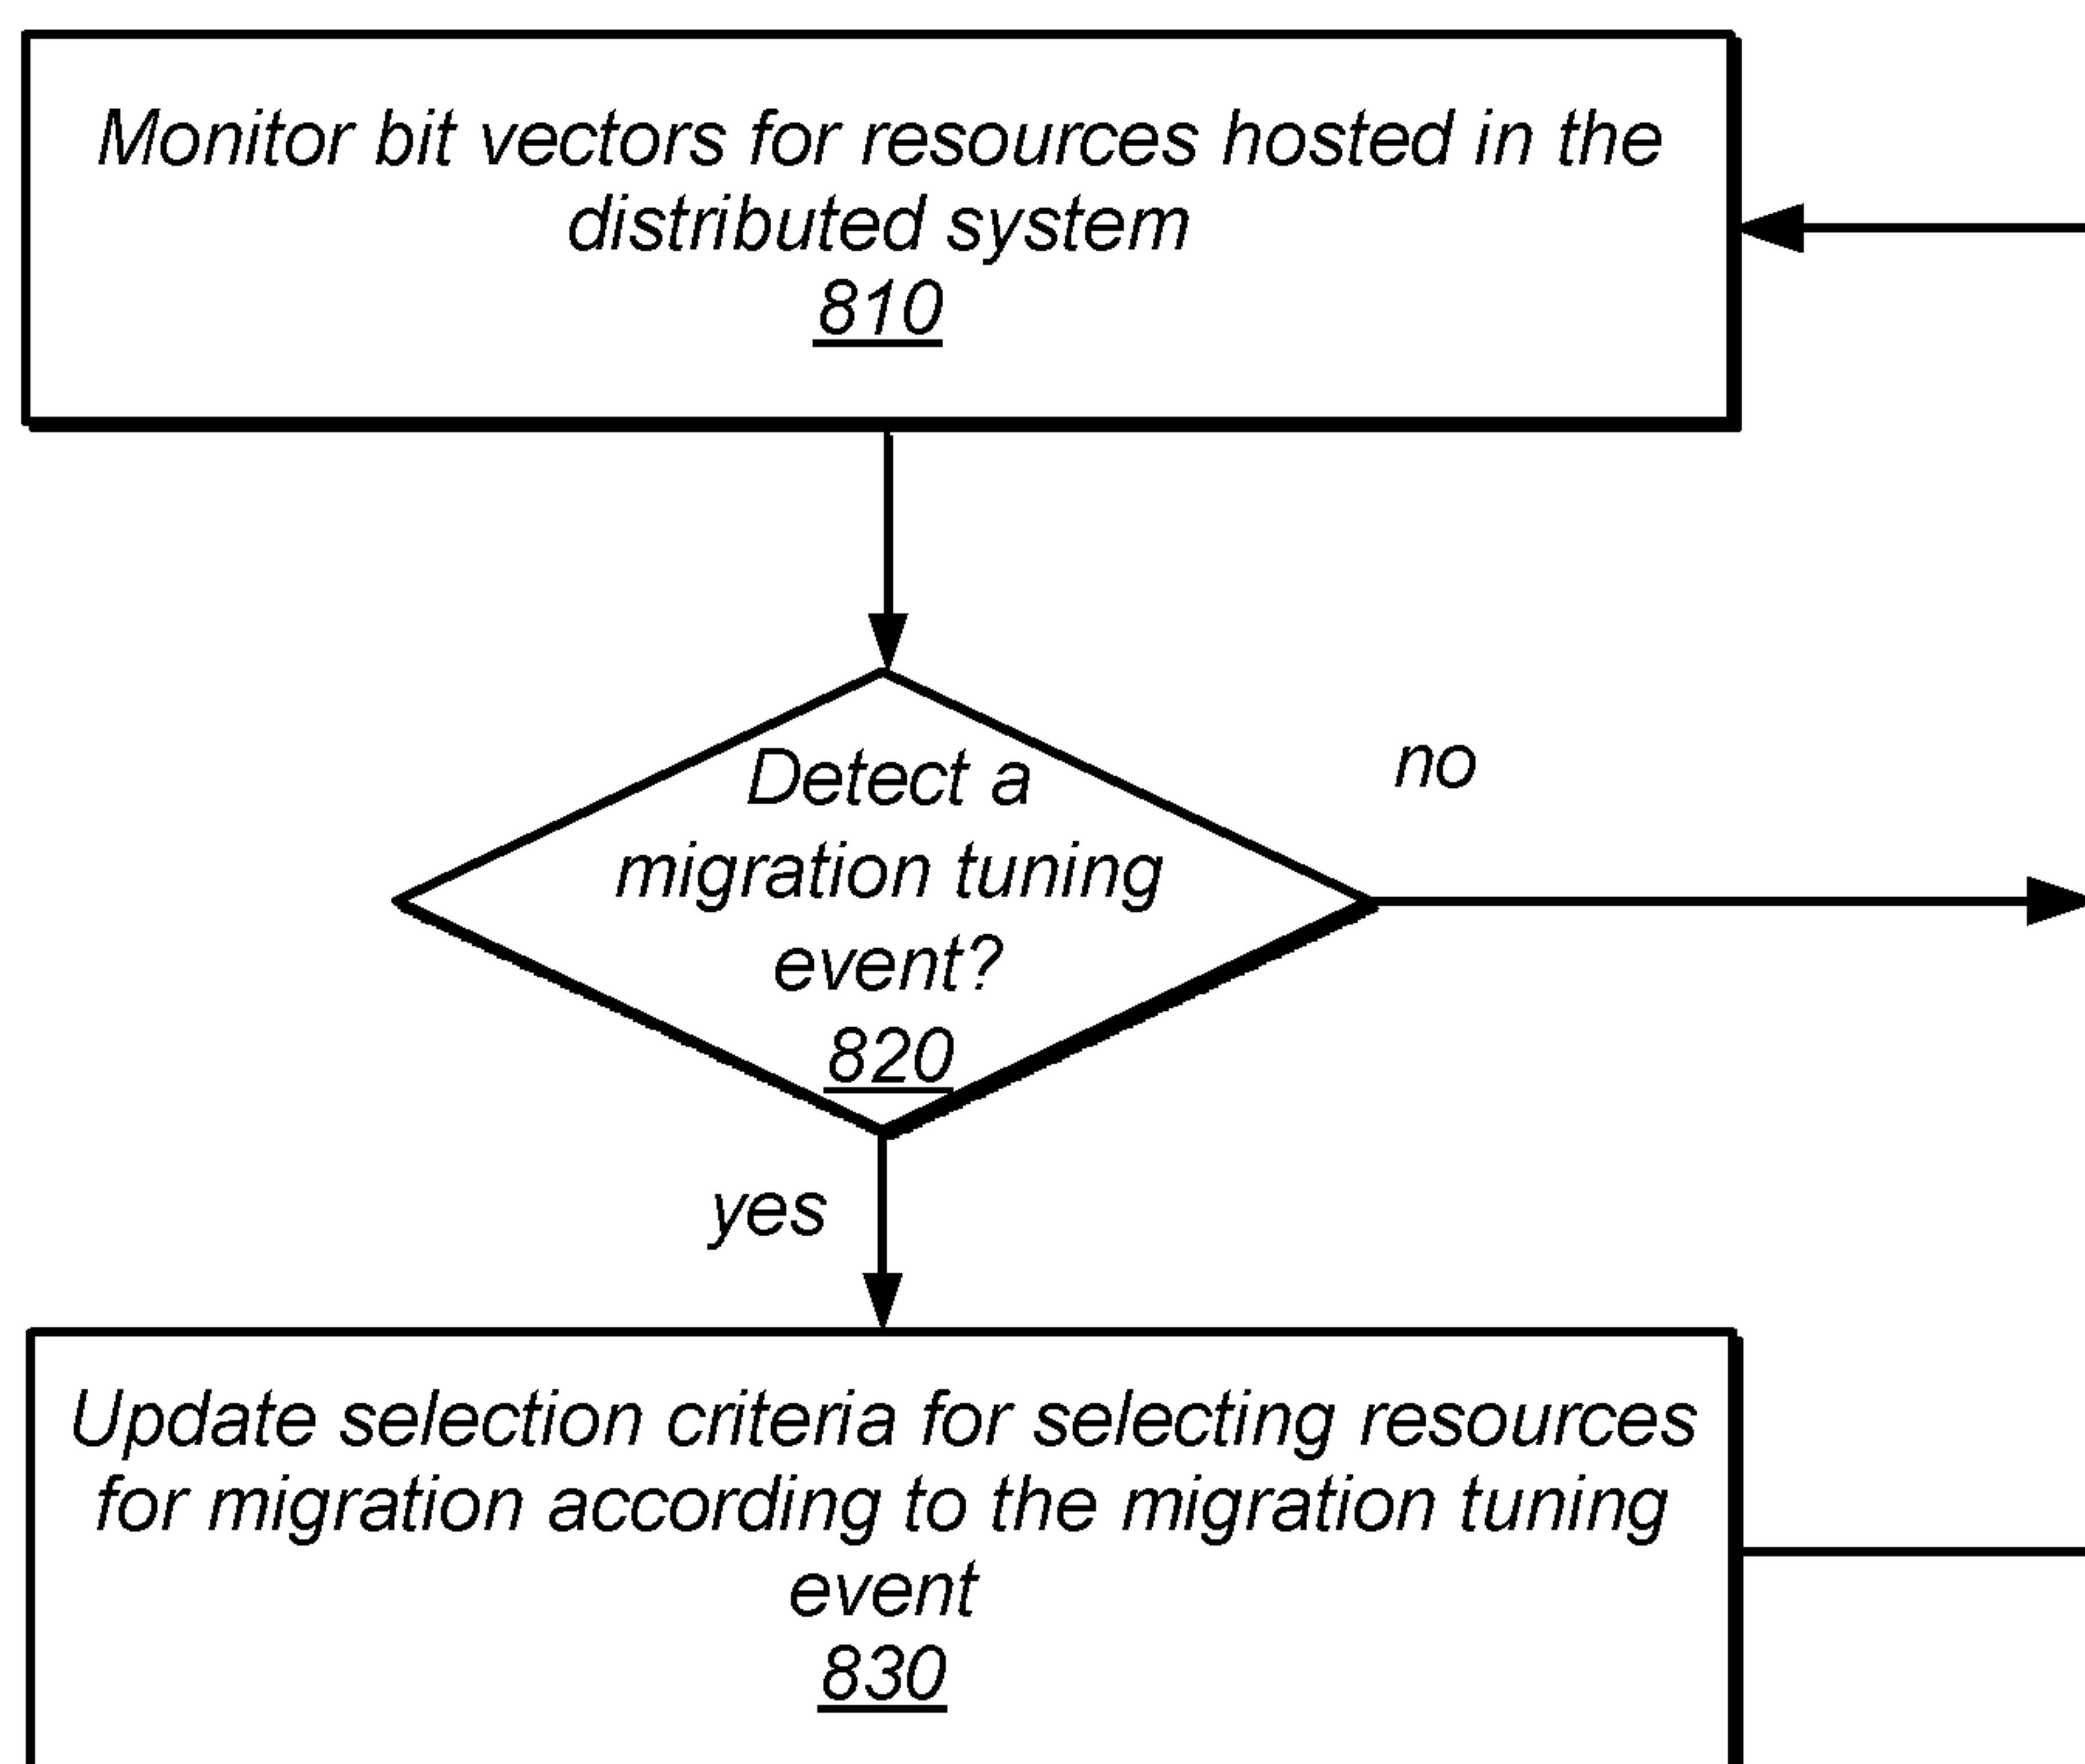 Monitor bit vectors for resources hosted in the
distributed system
810
Detect a
migration tuning
event?
820
no
yes
Update selection criteria for selecting resources
for migration according to the migration tuning
event
830